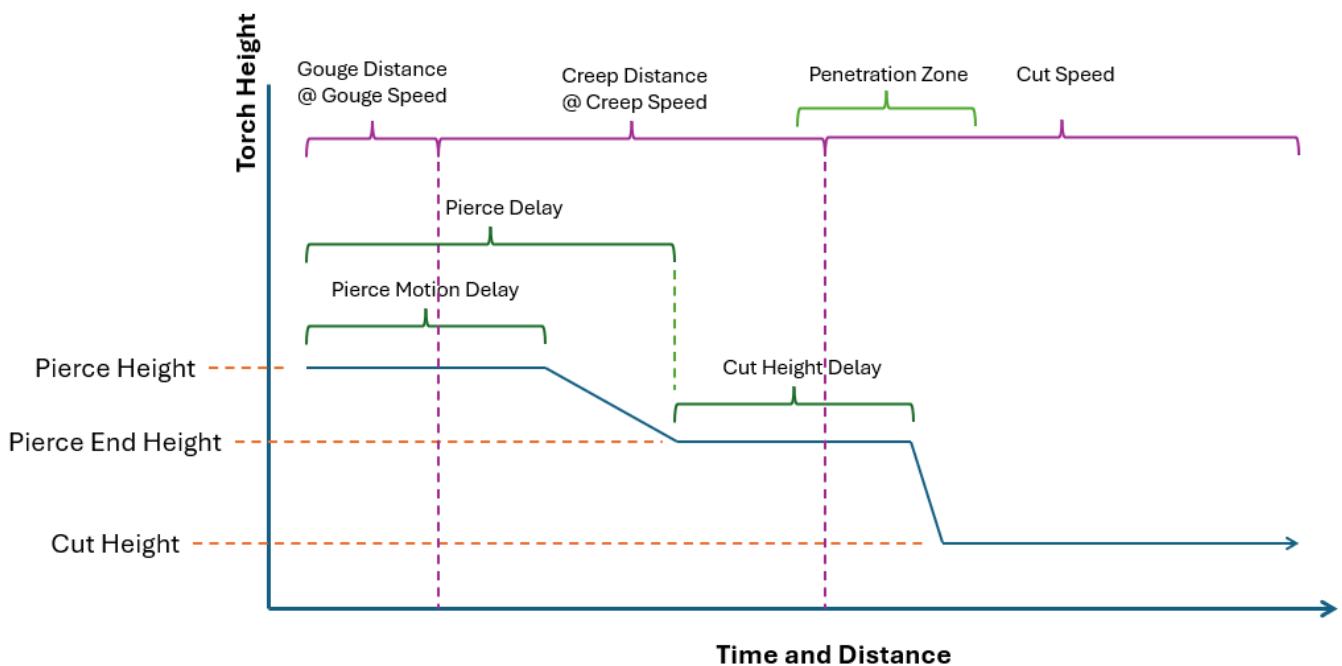 Torch Height
Gouge Distance
@ Gouge Speed
Creep Distance
@ Creep Speed
Penetration Zone
Cut Speed
Pierce Delay
Pierce Motion Delay
Pierce Height
Cut Height Delay
Pierce End Height
Cut Height
Time and Distance